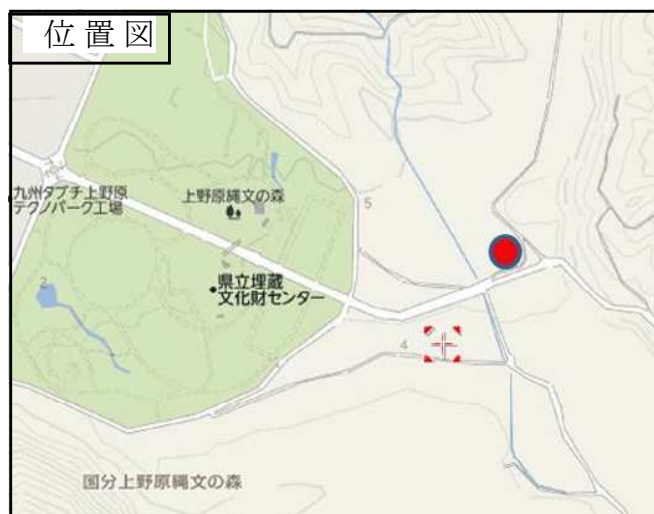 位置図
九州タブチ上野原
テクノパーク工場
上野原縄文の森
5
県立埋蔵
文化財センター
2
4
国分上野原縄文の森